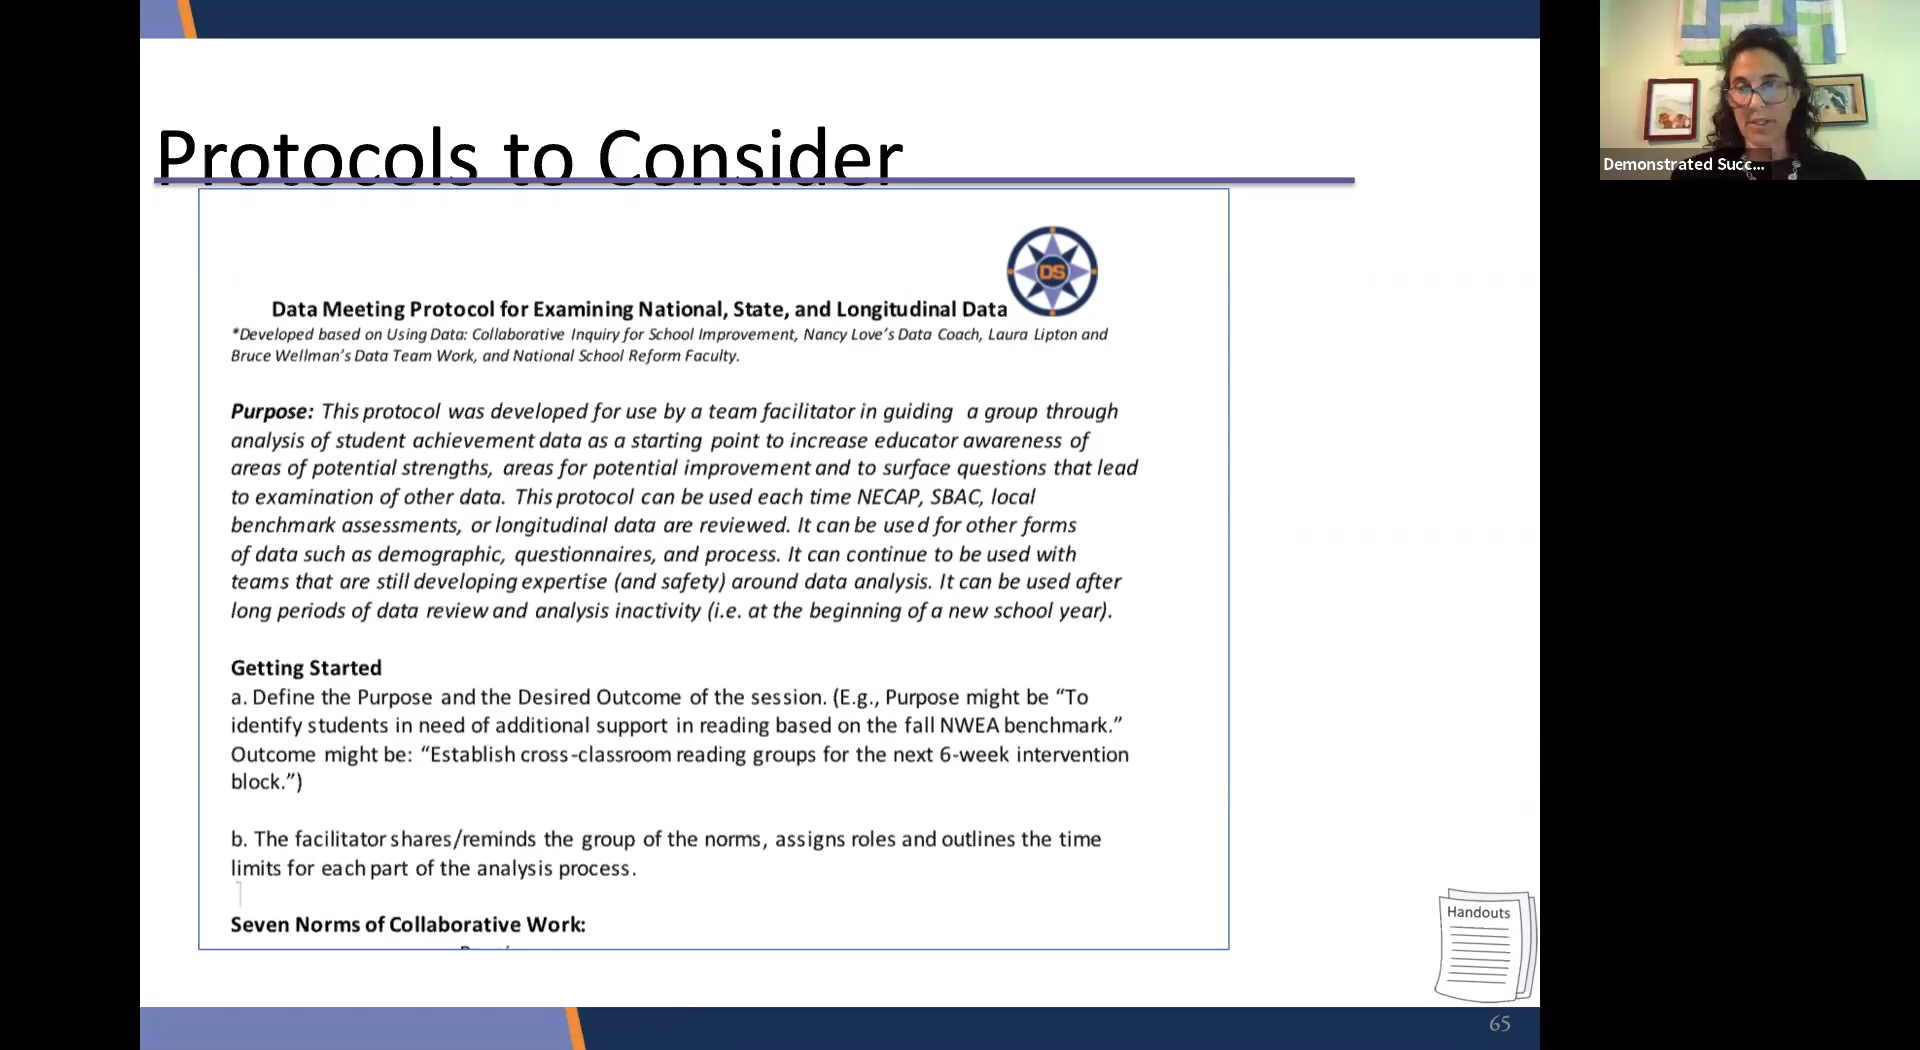 Protocols to Consider
DS
Data Meeting Protocol for Examining National, State, and Longitudinal Data
*Developed based on Using Data: Collaborative Inquiry for School Improvement, Nancy Love's Data Coach, Laura Lipton and
Bruce Wellman's Data Team Work, and National School Reform Faculty.
Purpose: This protocol was developed for use by a team facilitator in guiding a group through
analysis of student achievement data as a starting point to increase educator awareness of
areas of potential strengths, areas for potential improvement and to surface questions that lead
to examination of other data. This protocol can be used each time NECAP, SBAC, local
benchmark assessments, or longitudinal data are reviewed. It can be used for other forms
of data such as demographic, questionnaires, and process. It can continue to be used with
teams that are still developing expertise (and safety) around data analysis. It can be used after
long periods of data review and analysis inactivity (i.e. at the beginning of a new school year).
Getting Started
a. Define the Purpose and the Desired Outcome of the session. (E.g., Purpose might be “To
identify students in need of additional support in reading based on the fall NWEA benchmark.”
Outcome might be: “Establish cross-classroom reading groups for the next 6-week intervention
block.”)
b. The facilitator shares/reminds the group of the norms, assigns roles and outlines the time
limits for each part of the analysis process.
Seven Norms of Collaborative Work:
Handouts
65
Demonstrated Succ...